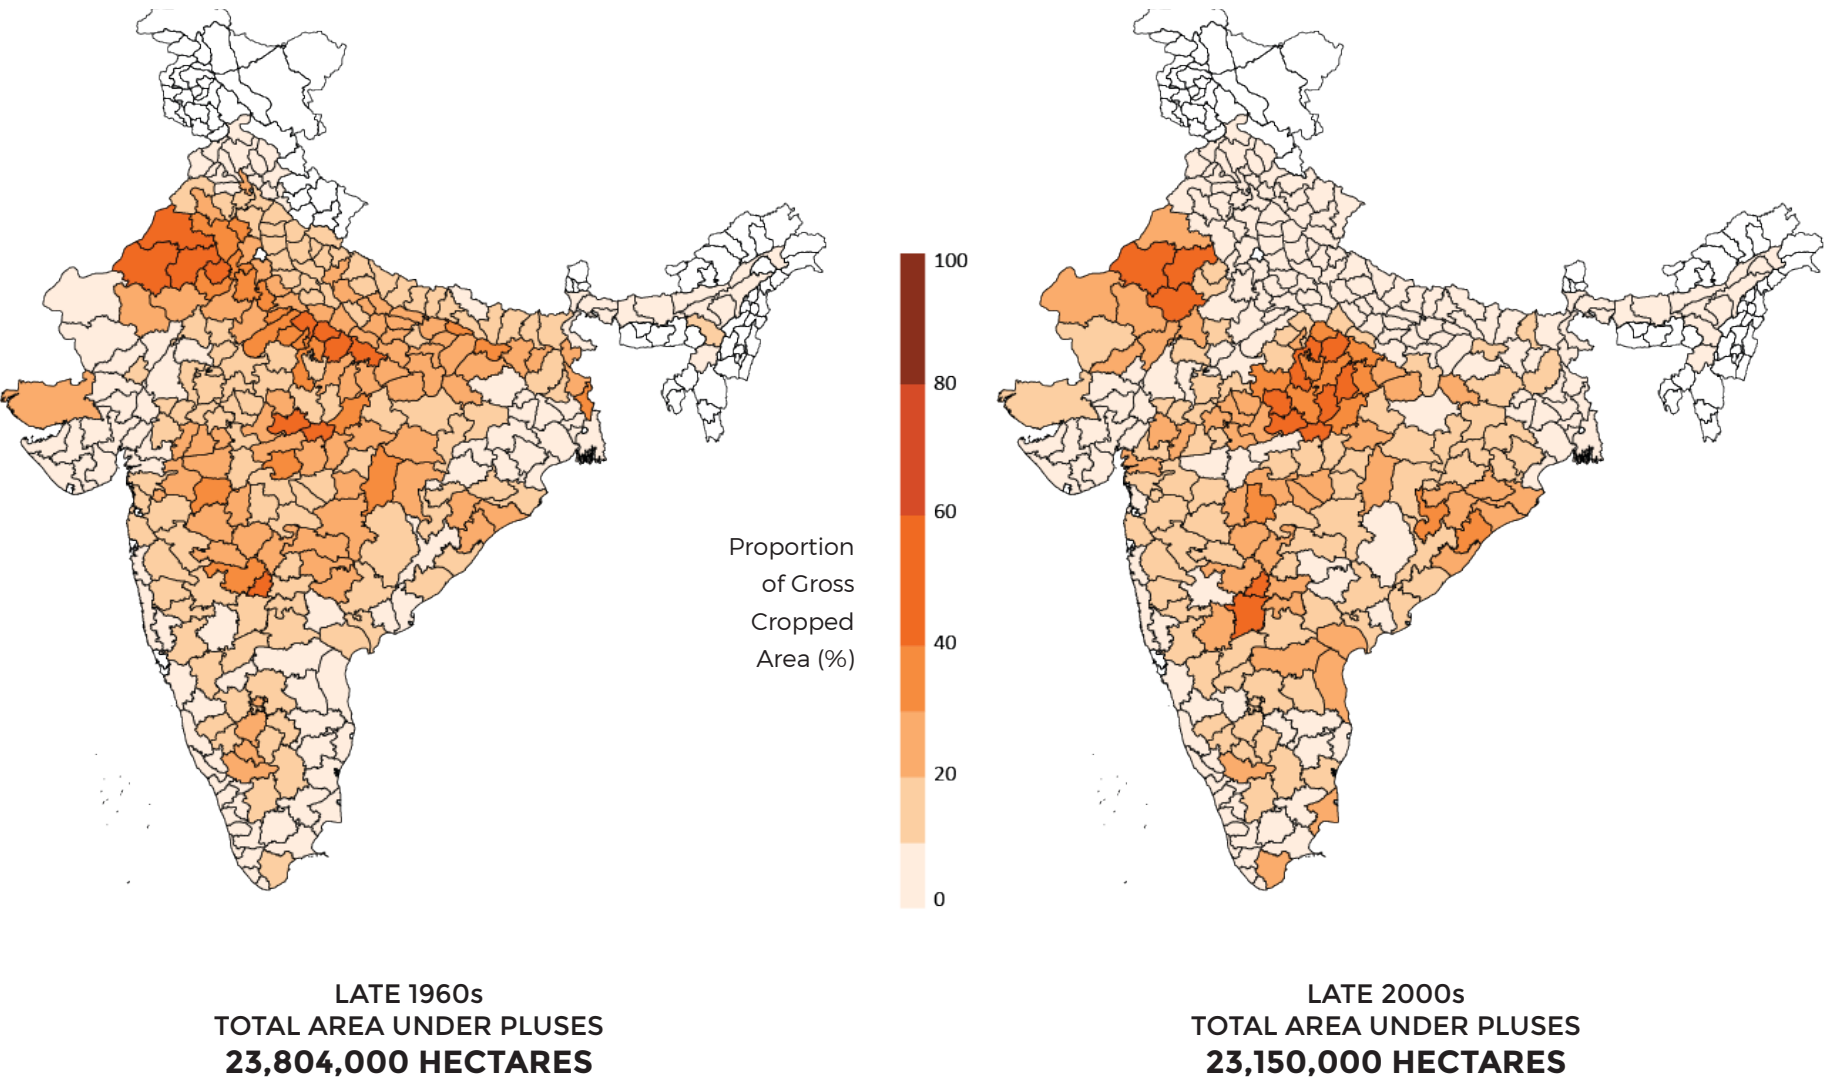 100
80
60
40
20
0
Proportion
of Gross
Cropped
Area (%)
LATE 1960s
TOTAL AREA UNDER PLUSES
23,804,000 HECTARES
LATE 2000s
TOTAL AREA UNDER PLUSES
23,150,000 HECTARES